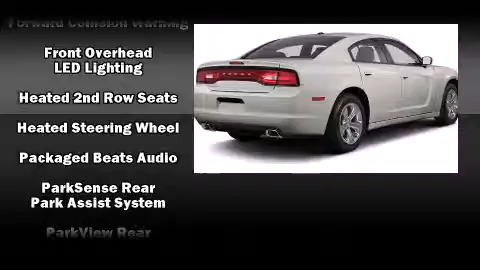 Forward Collision Warning
Front Overhead
LED Lighting
Heated 2nd Row Seats
Heated Steering Wheel
Packaged Beats Audio
ParkSense Rear
Park Assist System
ParkView Rear